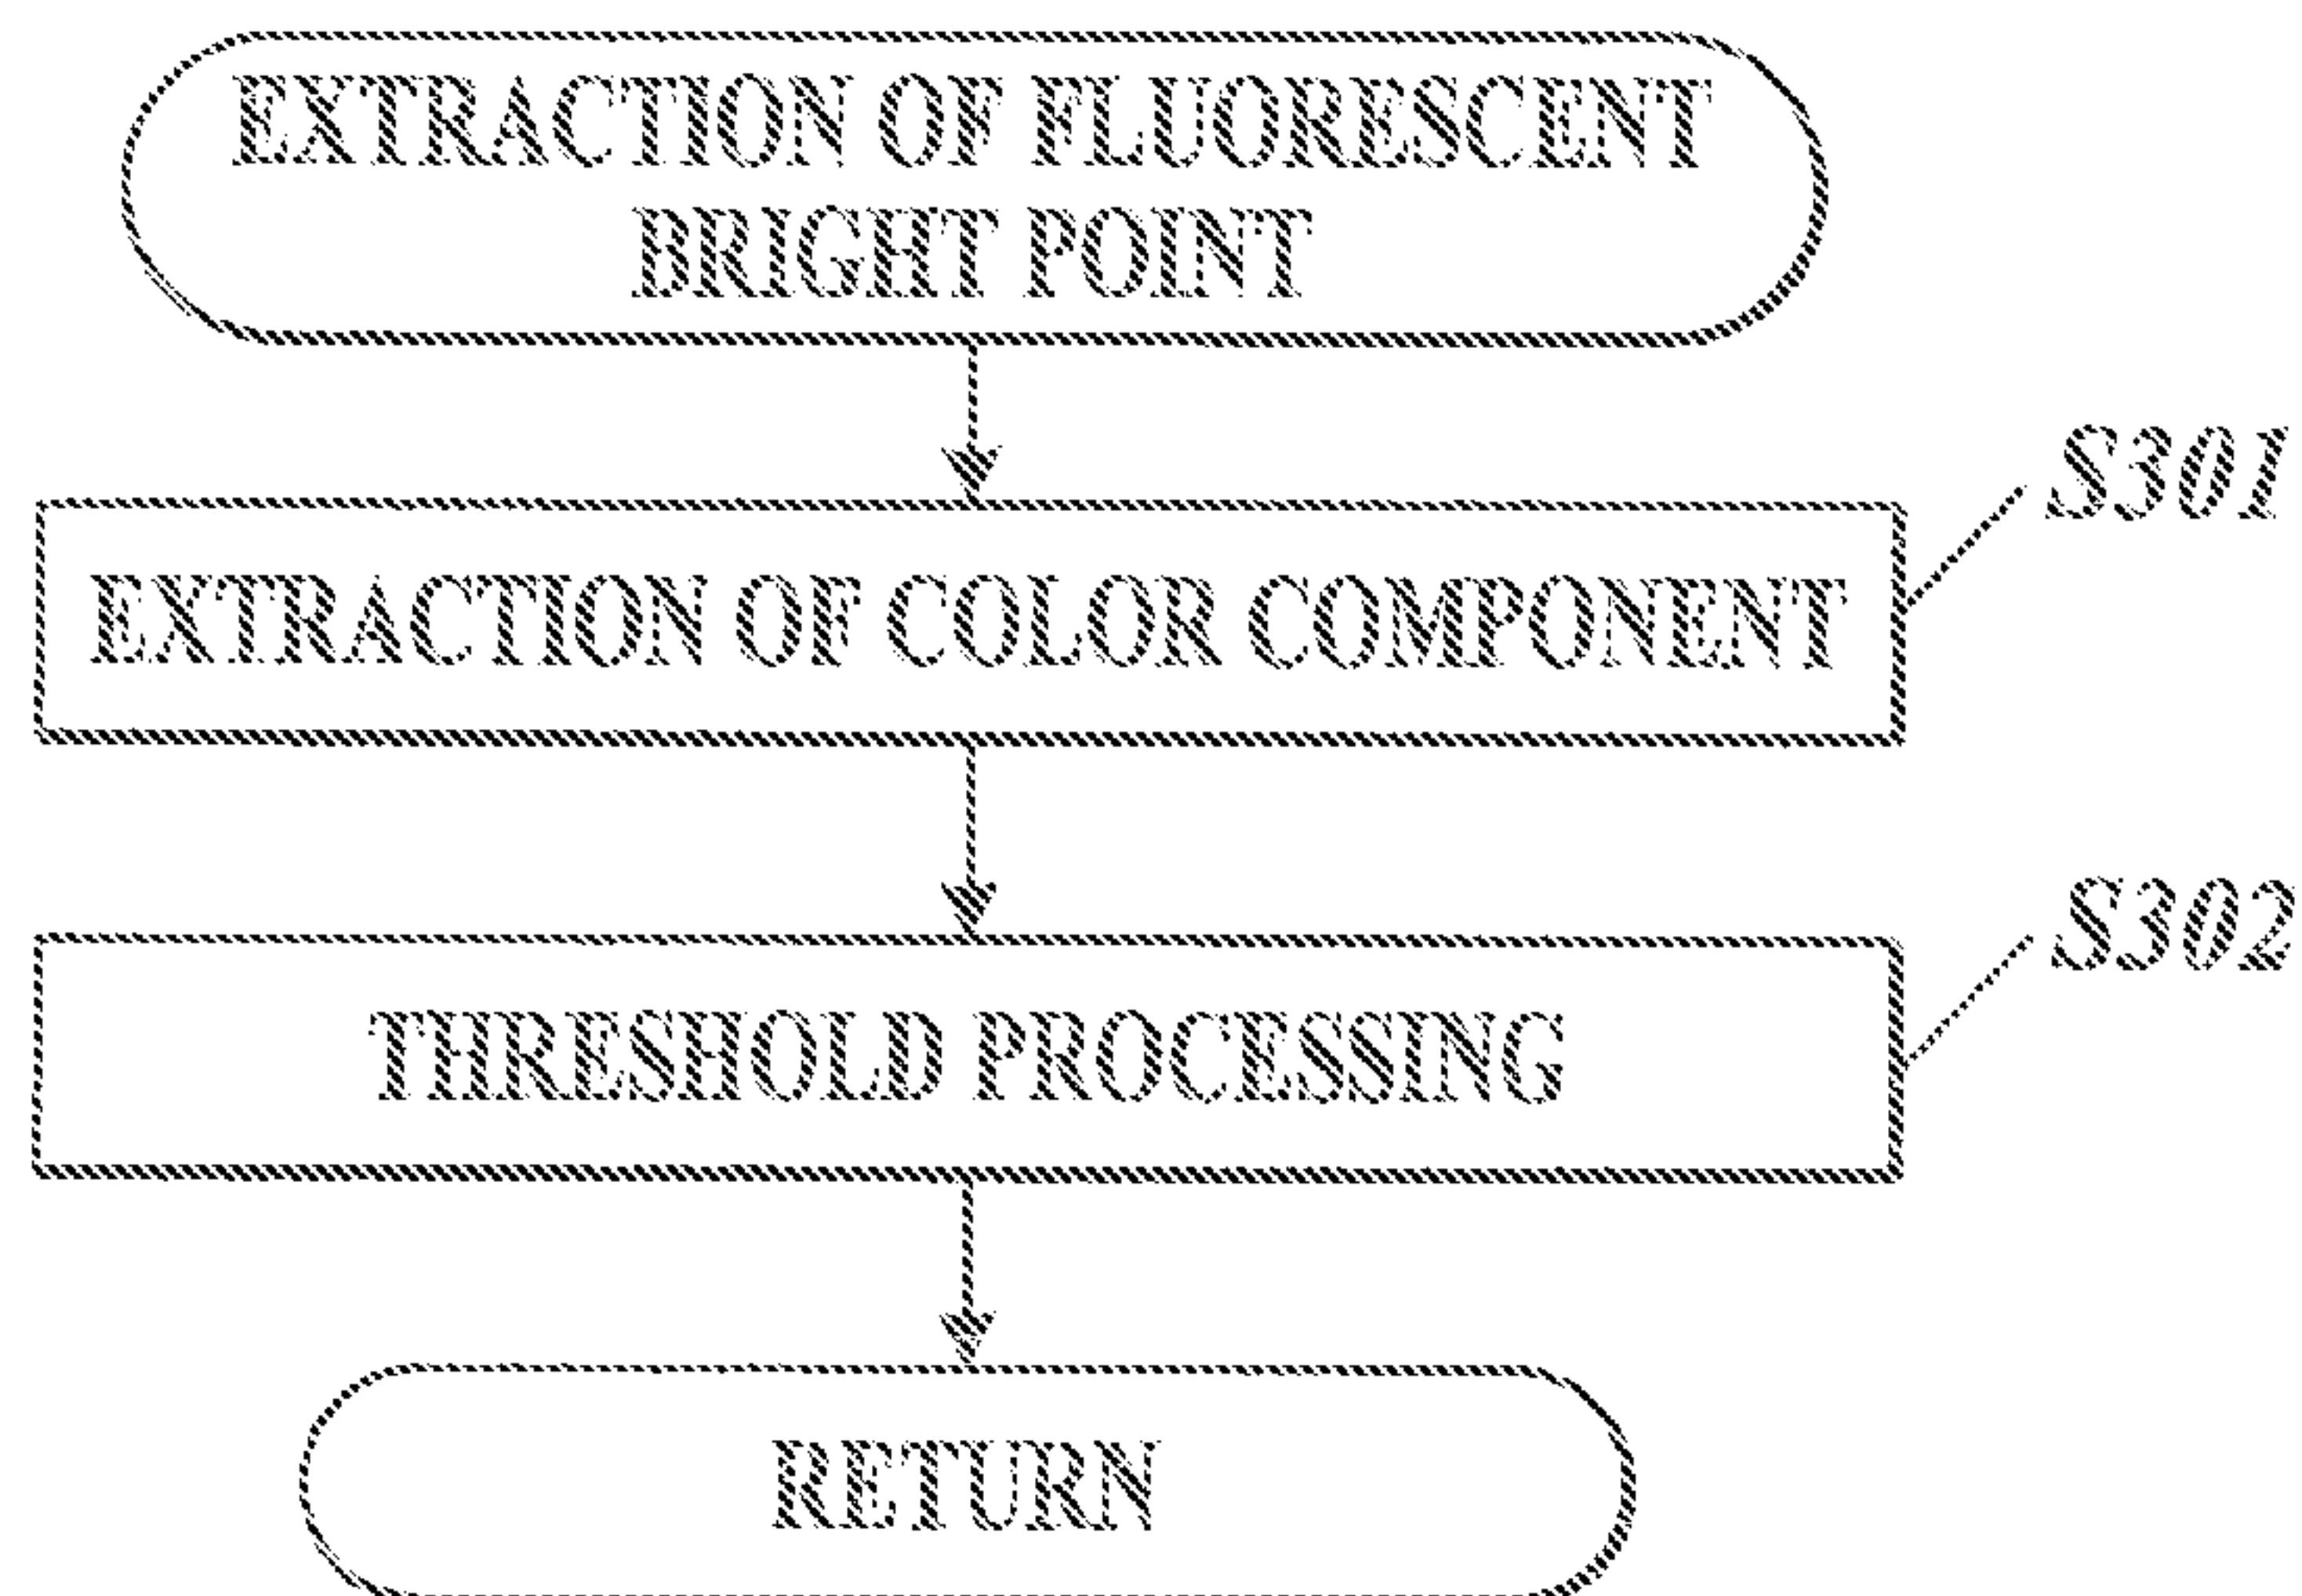 EXTRACTION OF FLUORESCENT
BRIGHT POINT
S301
EXTRACTION OF COLOR COMPONENT
S302
THRESHOLD PROCESSING
RETURN